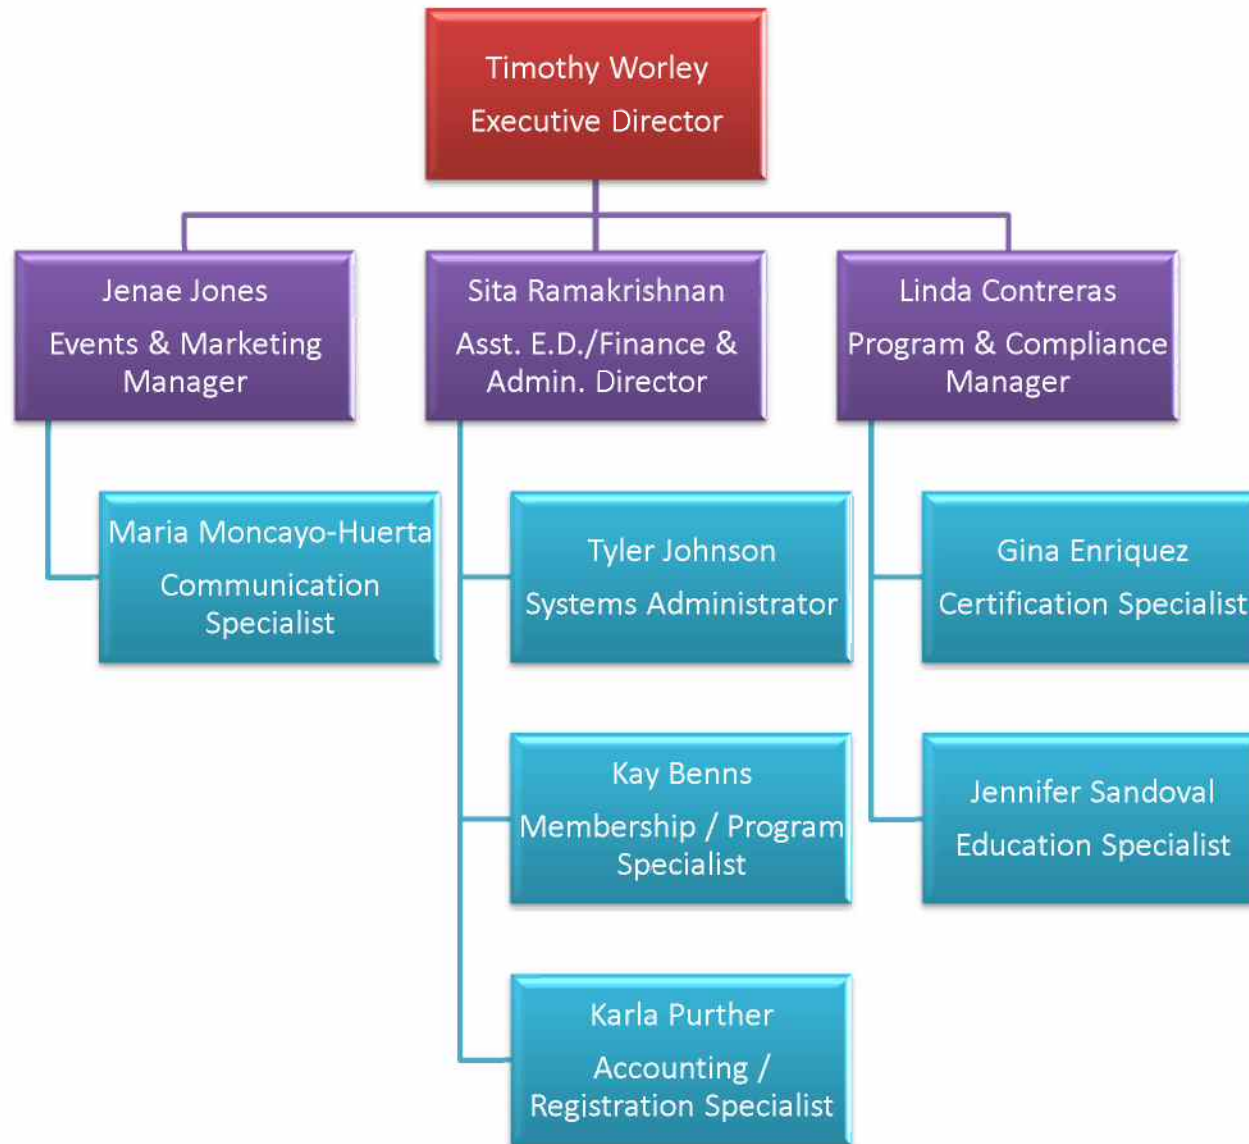 Timothy Worley
Executive Director
Jenae Jones
Events & Marketing
Manager
Sita Ramakrishnan
Asst. E.D./Finance &
Admin. Director
Linda Contreras
Program & Compliance
Manager
Maria Moncayo-Huerta
Communication
Specialist
Tyler Johnson
Systems Administrator
Gina Enriquez
Certification Specialist
Kay Benns
Membership / Program
Specialist
Jennifer Sandoval
Education Specialist
Karla Purther
Accounting /
Registration Specialist